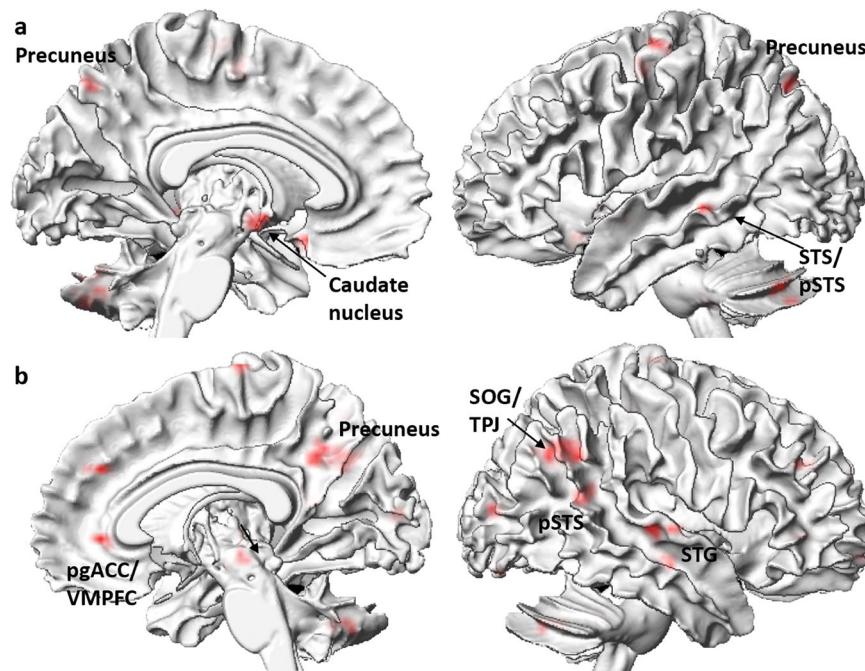 a
Precuneus
Precuneus
Caudate
nucleus
STS/
pSTS
b
SOG/
TPJ
Precuneus
pSTS
STG
pgACC/
VMPFC